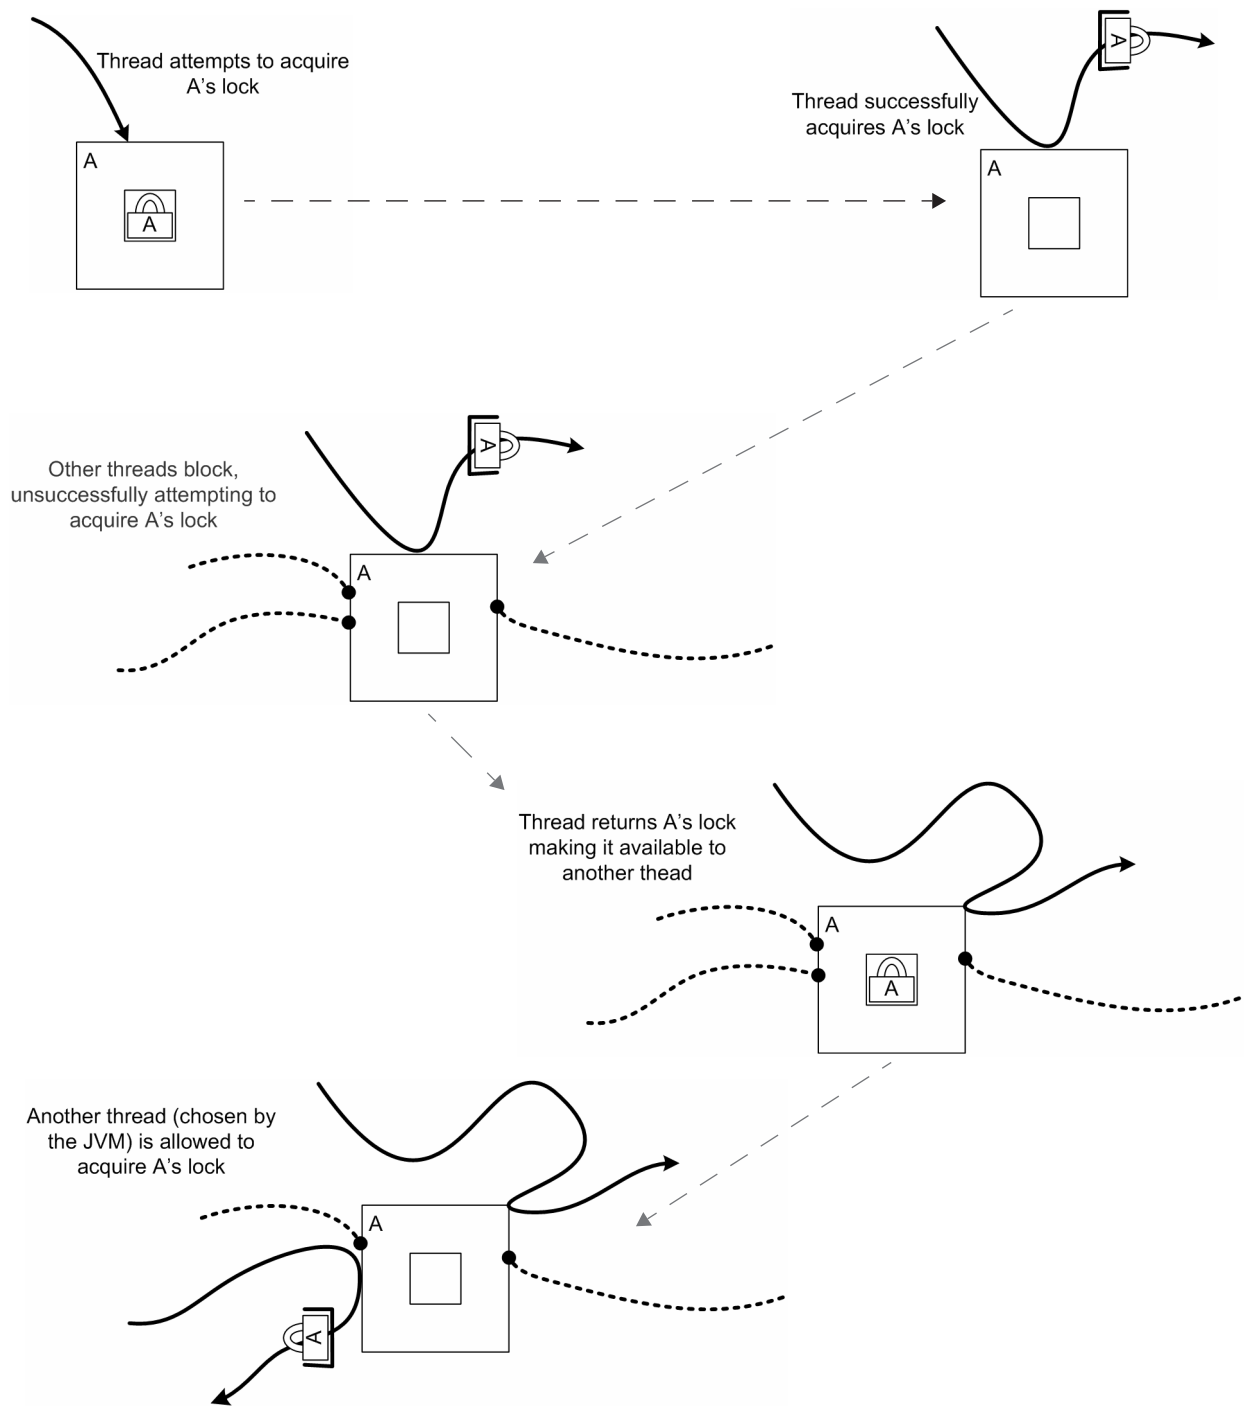 Thread attempts to acquire
A's lock
A
A
Thread successfully
acquires A's lock
A
A
Other threads block,
unsuccessfully attempting to
acquire A's lock
A
A
Thread returns A's lock
making it available to
another thead
A
A
Another thread (chosen by
the JVM) is allowed to
acquire A's lock
A
A